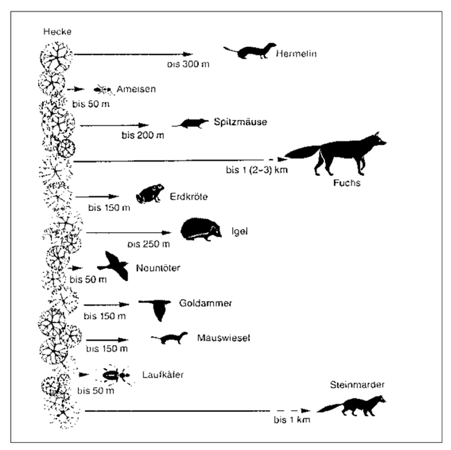 Hecke
Hermelin
bis 300 m
Ameisen
bis 50 m
Spitzmäuse
bis 200 m
bis 1 (2–3) km
Fuchs
Erdkröte
bis 150 m
Igel
bis 250 m
Nountöter
bis 50 m
Goldammer
bis 150 m
Mauswiesel
bis 150 m
Laufkäfer
bis 50 m
Steinmarder
bis 1 km